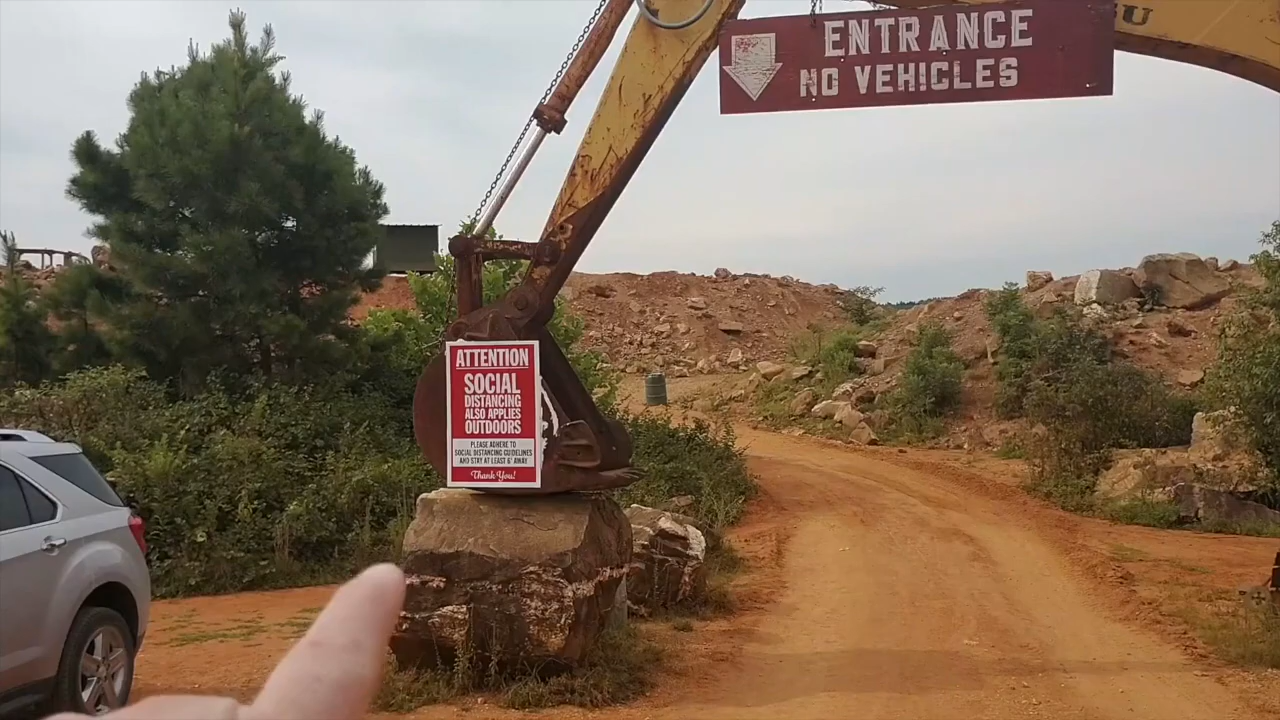 ENTRANCE
NO VEHICLES
ATTENTION
SOCIAL
DISTANCING
ALSO APPLIES
OUTDOORS
PLEASE ADHERE TO
SOCIAL DISTANCING GUIDELINES
AND STAY AT LEAST 6' AWAY
Thank You!